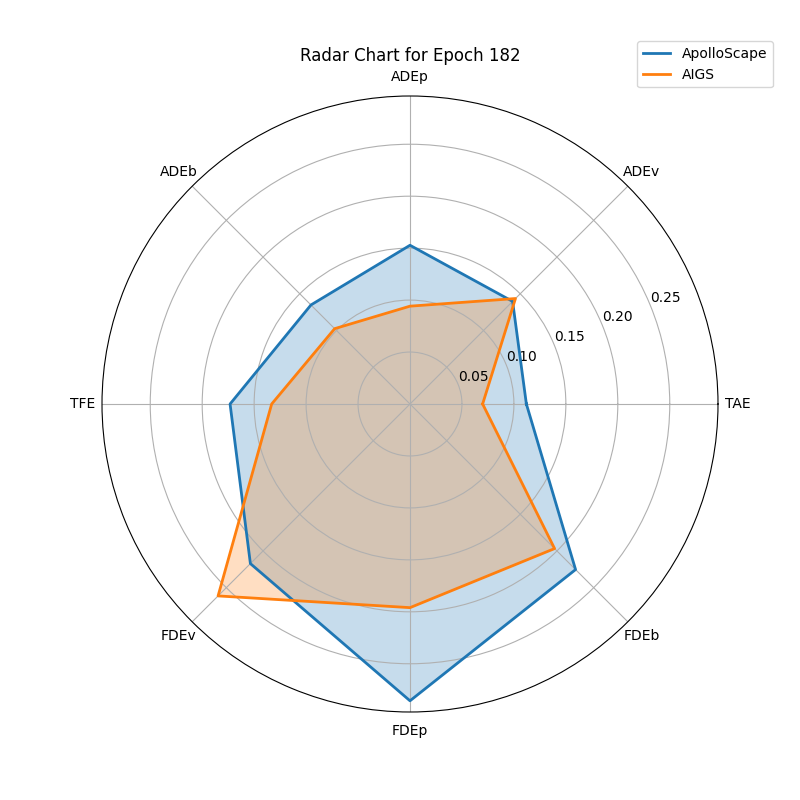 Radar Chart for Epoch 182
ApolloScape
AIGS
ADEp
ADEb
ADEv
0.25
0.20
0.15
0.10
0.05
TFE
TAE
FDEv
FDEb
FDEp